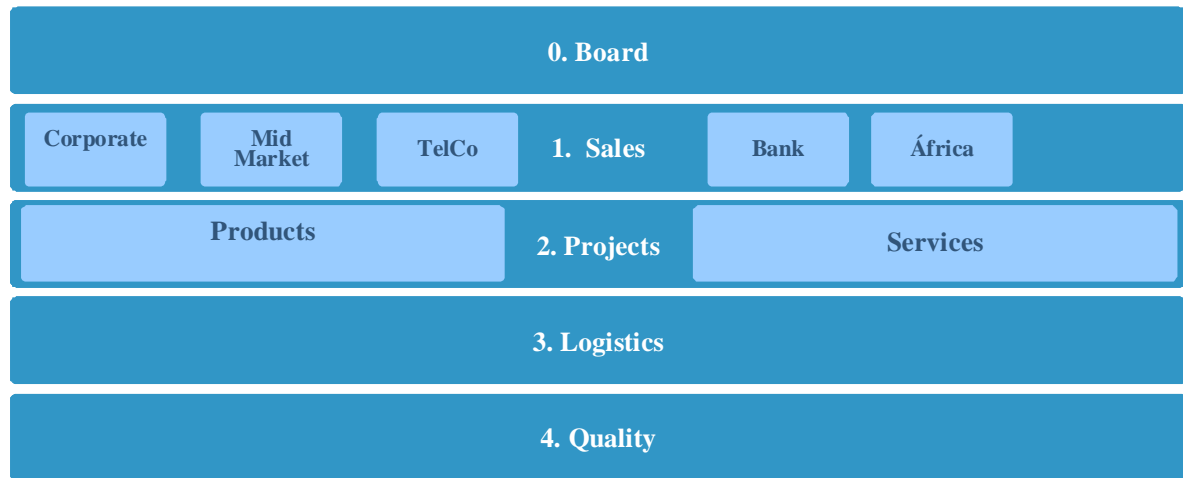 0. Board
Corporate
Mid
Market
TelCo
1. Sales
Bank
África
Products
2. Projects
Services
3. Logistics
4. Quality